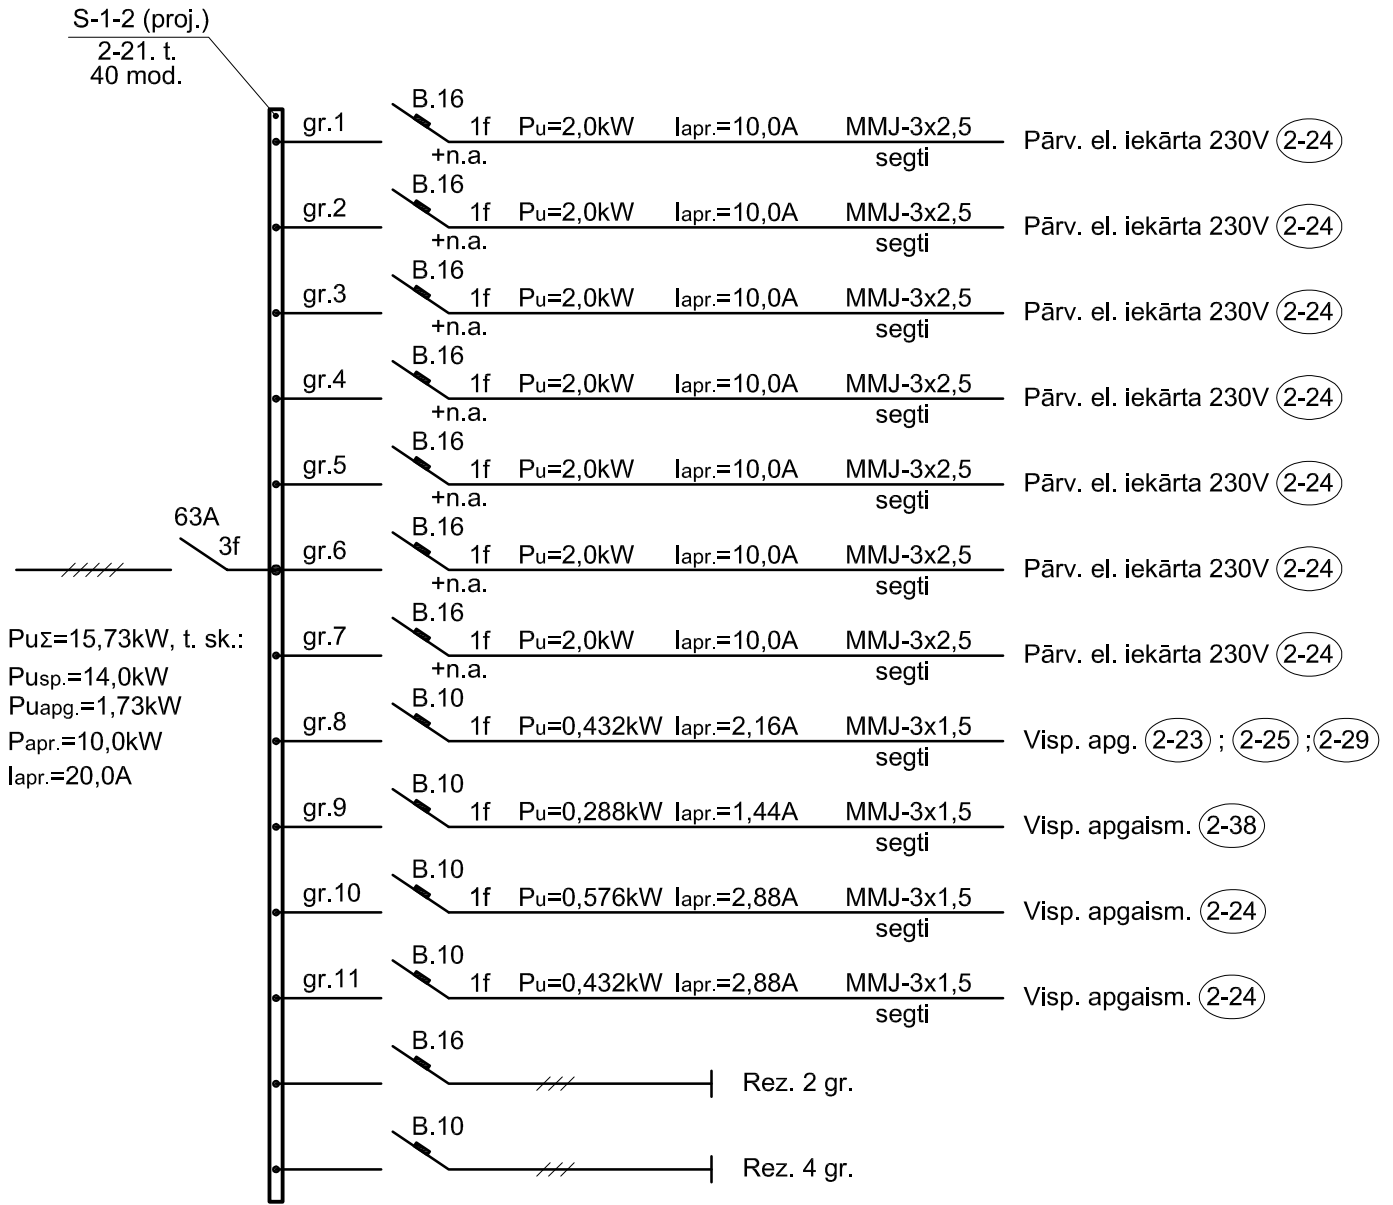 S-1-2 (proj.)
2-21. t.
40 mod.
gr.1 B.16 1f Pu=2,0kW Iapr.=10,0A MMJ-3x2,5 Pārv. el. iekārta 230V 2-24
+n.a. segti
gr.2 B.16 1f Pu=2,0kW Iapr.=10,0A MMJ-3x2,5 Pārv. el. iekārta 230V 2-24
+n.a. segti
gr.3 B.16 1f Pu=2,0kW Iapr.=10,0A MMJ-3x2,5 Pārv. el. iekārta 230V 2-24
+n.a. segti
gr.4 B.16 1f Pu=2,0kW Iapr.=10,0A MMJ-3x2,5 Pārv. el. iekārta 230V 2-24
+n.a. segti
gr.5 B.16 1f Pu=2,0kW Iapr.=10,0A MMJ-3x2,5 Pārv. el. iekārta 230V 2-24
+n.a. segti
63A
3f
gr.6 B.16 1f Pu=2,0kW Iapr.=10,0A MMJ-3x2,5 Pārv. el. iekārta 230V 2-24
+n.a. segti
PuΣ=15,73kW, t. sk.:
Pusp.=14,0kW
Puapg.=1,73kW
Papr.=10,0kW
Iapr.=20,0A
gr.7 B.16 1f Pu=2,0kW Iapr.=10,0A MMJ-3x2,5 Pārv. el. iekārta 230V 2-24
+n.a. segti
gr.8 B.10 1f Pu=0,432kW Iapr.=2,16A MMJ-3x1,5 Visp. apg. 2-23 ; 2-25 ; 2-29
segti
gr.9 B.10 1f Pu=0,288kW Iapr.=1,44A MMJ-3x1,5 Visp. apgaism. 2-38
segti
gr.10 B.10 1f Pu=0,576kW Iapr.=2,88A MMJ-3x1,5 Visp. apgaism. 2-24
segti
gr.11 B.10 1f Pu=0,432kW Iapr.=2,88A MMJ-3x1,5 Visp. apgaism. 2-24
segti
B.16 Rez. 2 gr.
B.10 Rez. 4 gr.